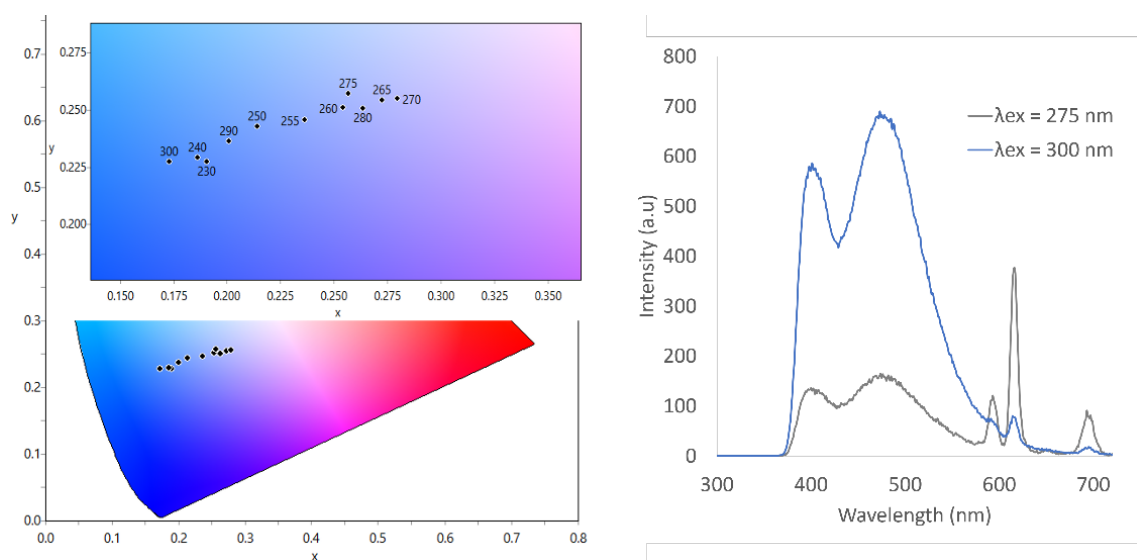 0.7
0.6
0.5
0.4
0.3
0.2
0.1
0.0
y
0.0 0.1 0.2 0.3 0.4 0.5 0.6 0.7 0.8
x
0.275
0.250
0.225
0.200
y
0.150 0.175 0.200 0.225 0.250 0.275 0.300 0.325 0.350
x
300
240
230
290
250
255
260
275
280
265
270
800
700
600
500
400
300
200
100
0
Intensity (a.u)
λex = 275 nm
λex = 300 nm
300 400 500 600 700
Wavelength (nm)